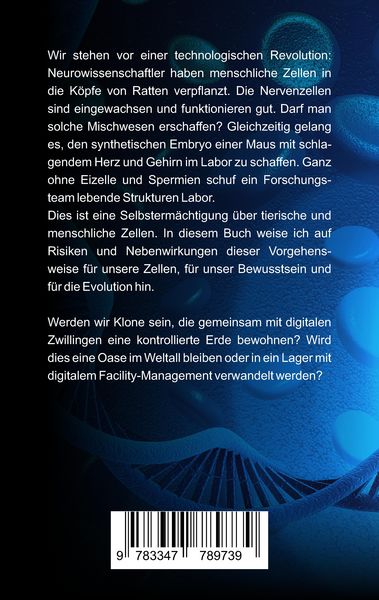 Wir stehen vor einer technologischen Revolution:
Neurowissenschaftler haben menschliche Zellen in
die Köpfe von Ratten verpflanzt. Die Nervenzellen
sind eingewachsen und funktionieren gut. Darf man
solche Mischwesen erschaffen? Gleichzeitig gelang
es, den synthetischen Embryo einer Maus mit schla-
gendem Herz und Gehirn im Labor zu schaffen. Ganz
ohne Eizelle und Spermien schuf ein Forschungs-
team lebende Strukturen Labor.
Dies ist eine Selbstermächtigung über tierische und
menschliche Zellen. In diesem Buch weise ich auf
Risiken und Nebenwirkungen dieser Vorgehens-
weise für unsere Zellen, für unser Bewusstsein und
für die Evolution hin.
Werden wir Klone sein, die gemeinsam mit digitalen
Zwillingen eine kontrollierte Erde bewohnen? Wird
dies eine Oase im Weltall bleiben oder in ein Lager mit
digitalem Facility-Management verwandelt werden?
9 783347 789739